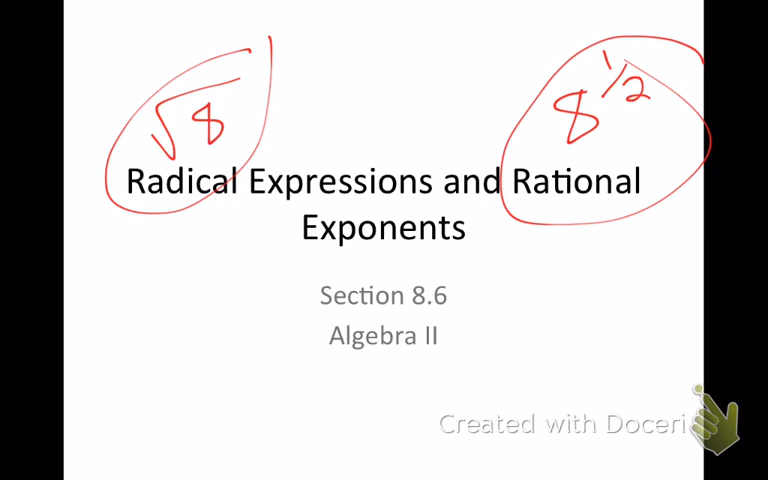 √8 8^1/2
Radical Expressions and Rational
Exponents
Section 8.6
Algebra II
Created with Doceri